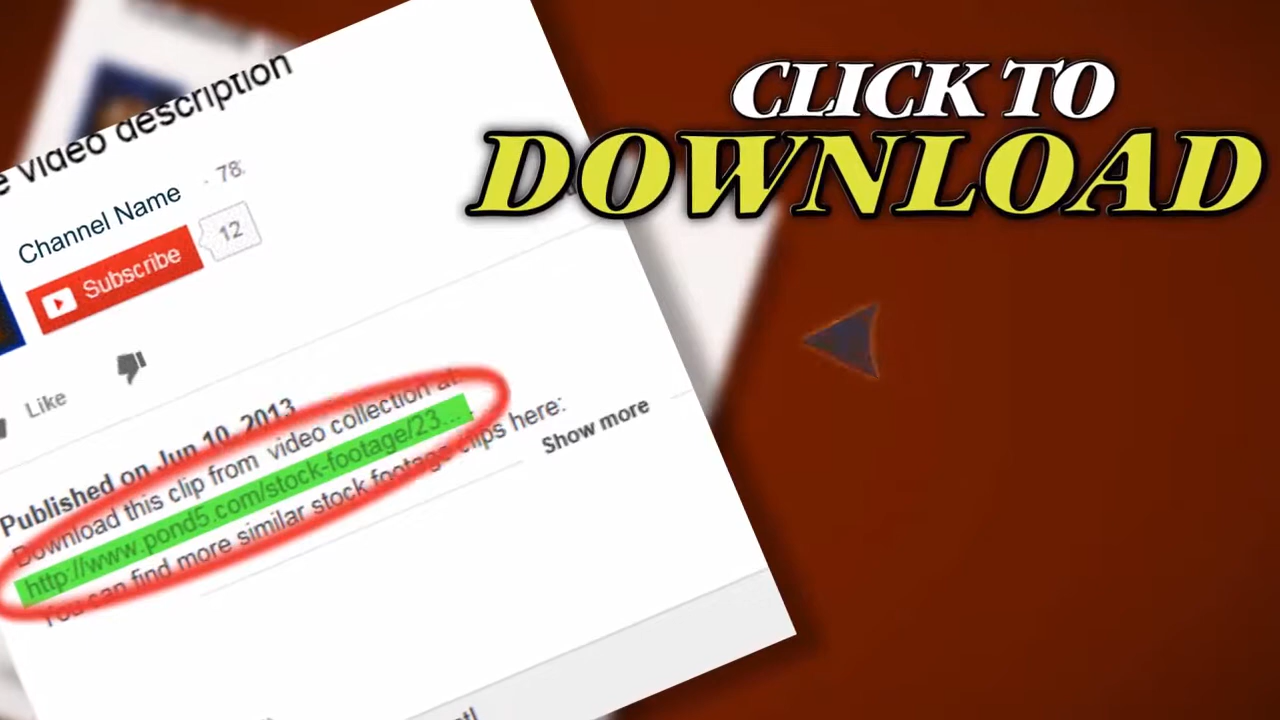 CLICK TO
DOWNLOAD
e video description
Channel Name
Subscribe
12
78
Like
Published on Jun 10, 2013
Download this clip from video collection at
http://www.pond5.com/stock-footage/23...
You can find more similar stock footage clips here:
Show more